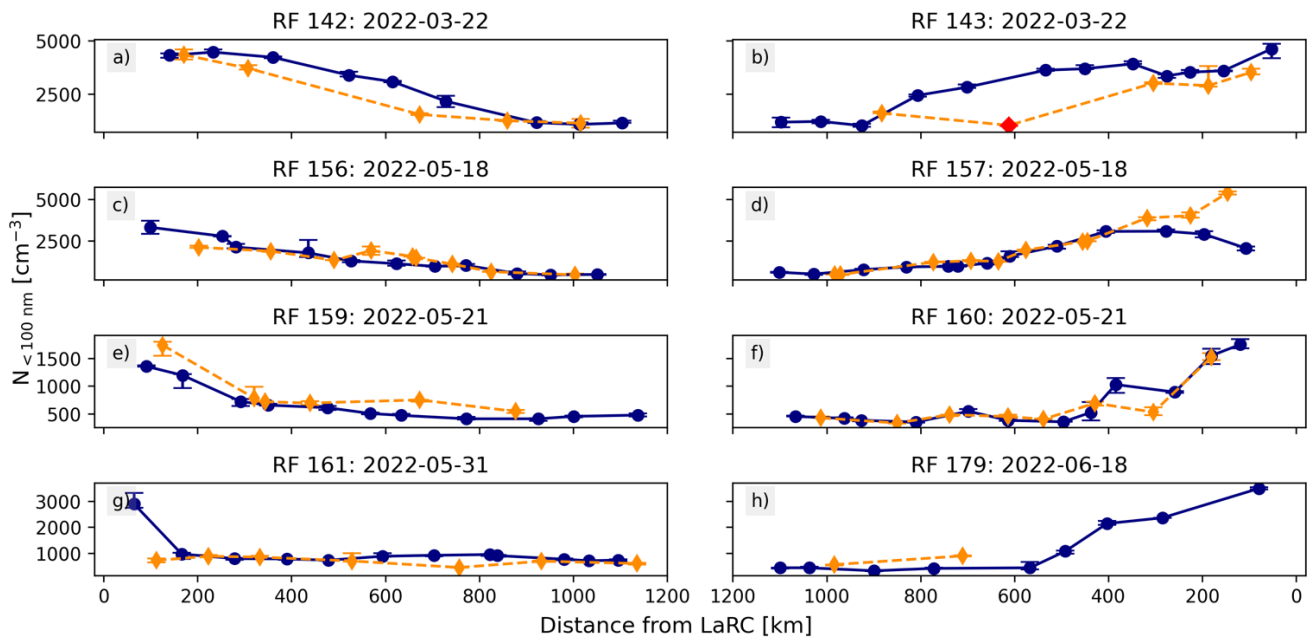 RF 142: 2022-03-22
RF 143: 2022-03-22
5000
2500
a)
b)
RF 156: 2022-05-18
RF 157: 2022-05-18
5000
2500
0
c)
d)
RF 159: 2022-05-21
RF 160: 2022-05-21
1500
1000
500
e)
f)
RF 161: 2022-05-31
RF 179: 2022-06-18
3000
2000
1000
g)
h)
0 200 400 600 800 1000 1200
1200 1000 800 600 400 200 0
N<100 nm [cm−3]
Distance from LaRC [km]